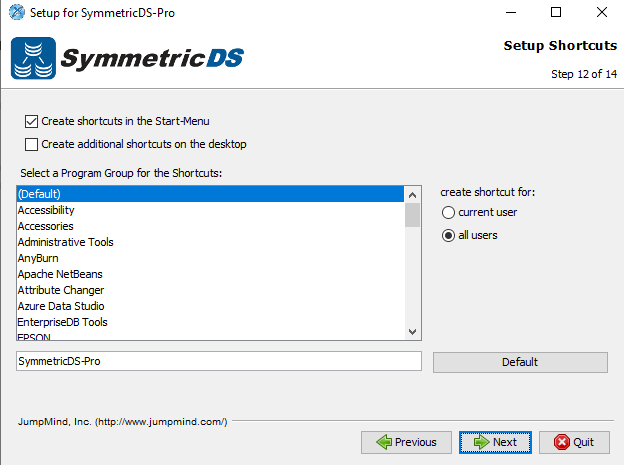 Setup for SymmetricDS-Pro
SymmetricDS
Setup Shortcuts
Step 12 of 14
Create shortcuts in the Start-Menu
Create additional shortcuts on the desktop
Select a Program Group for the Shortcuts:
(Default)
Accessibility
Accessories
Administrative Tools
AnyBurn
Apache NetBeans
Attribute Changer
Azure Data Studio
EnterpriseDB Tools
EPSON
create shortcut for:
current user
all users
SymmetricDS-Pro
Default
JumpMind, Inc. (http://www.jumpmind.com/)
Previous
Next
Quit